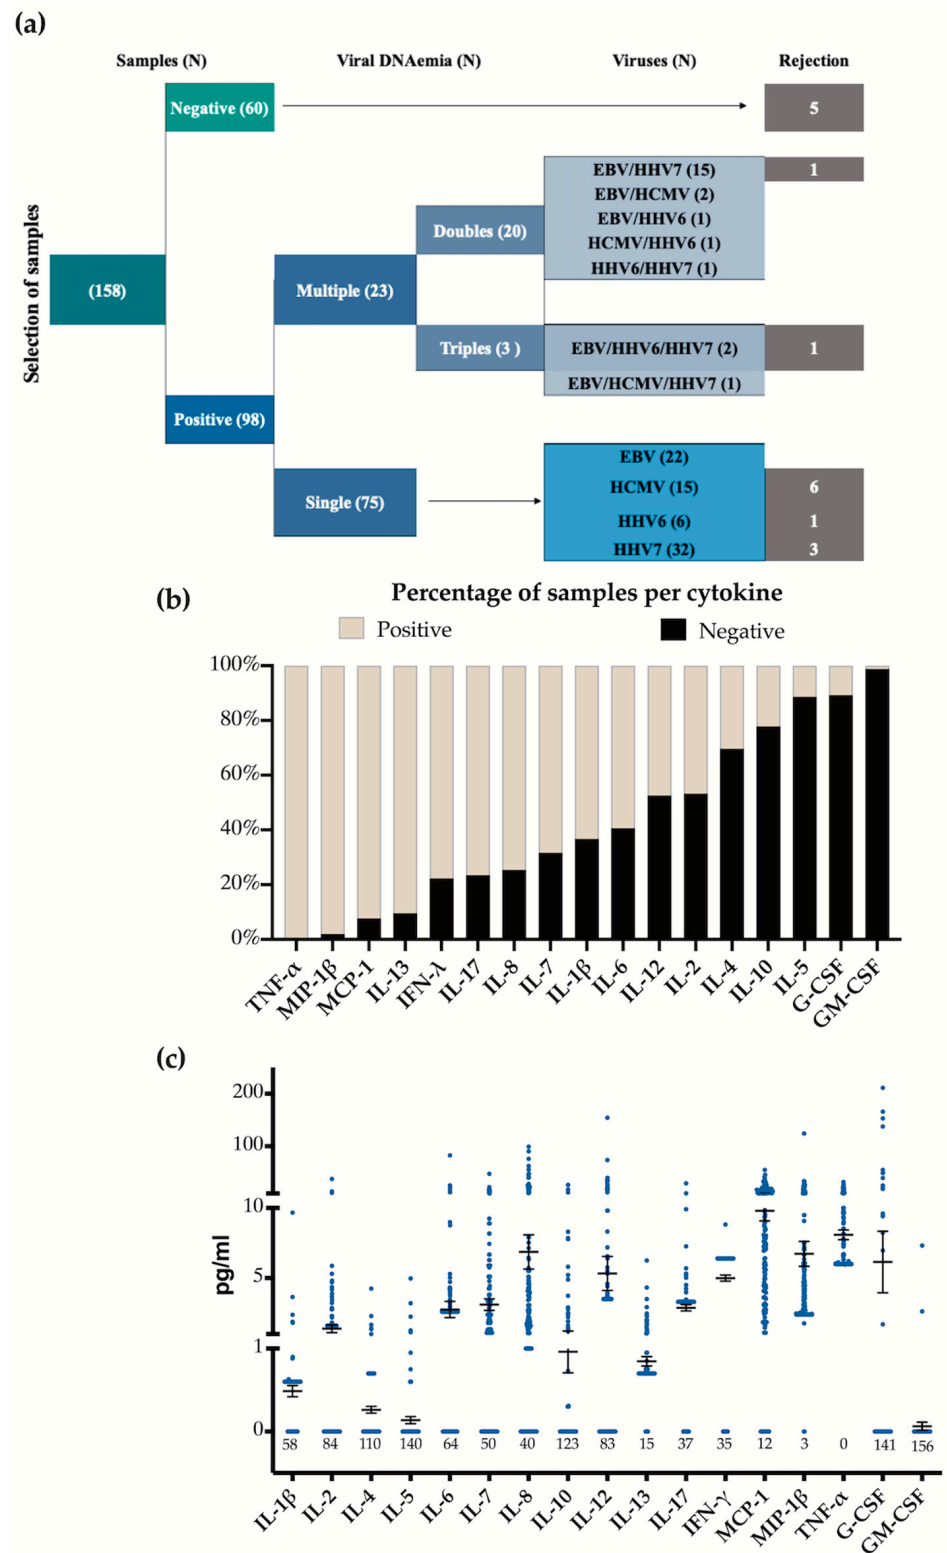 (a)
Samples (N) Viral DNAemia (N) Viruses (N) Rejection
Selection of samples
Negative (60) 5
EBV/HHV7 (15) 1
EBV/HCMV (2)
EBV/HHV6 (1)
Doubles (20)
HCMV/HHV6 (1)
HHV6/HHV7 (1)
(158) Multiple (23)
Triples (3 ) EBV/HHV6/HHV7 (2) 1
EBV/HCMV/HHV7 (1)
Positive (98)
EBV (22)
HCMV (15) 6
Single (75)
HHV6 (6) 1
HHV7 (32) 3
(b)
Percentage of samples per cytokine
Positive Negative
100%
80%
60%
40%
20%
0%
TNF-α MIP-1β MCP-1 IL-13 IFN-λ IL-17 IL-8 IL-7 IL-1β IL-6 IL-12 IL-2 IL-4 IL-10 IL-5 G-CSF GM-CSF
(c)
pg/ml
200
100
10
5
1
0
58 84 110 140 64 50 40 123 83 15 37 35 12 3 0 141 156
IL-1β IL-2 IL-4 IL-5 IL-6 IL-7 IL-8 IL-10 IL-12 IL-13 IL-17 IFN-γ MCP-1 MIP-1β TNF-α G-CSF GM-CSF